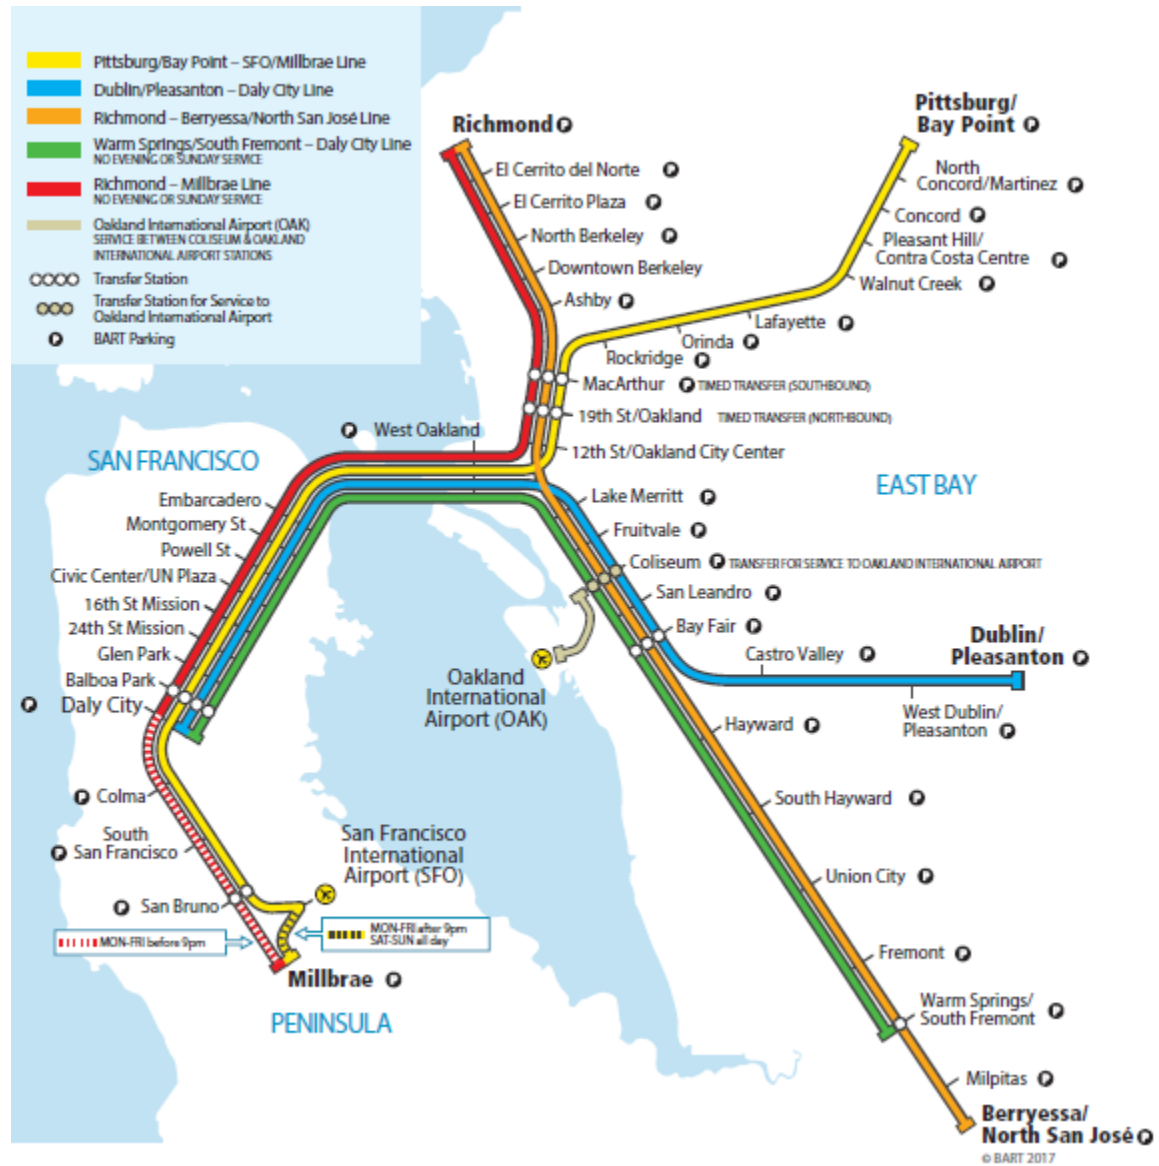 Pittsburg/Bay Point – SFO/Millbrae Line
Dublin/Pleasanton – Daly City Line
Richmond – Berryessa/North San José Line
Warm Springs/South Fremont – Daly City Line
NO EVENING OR SUNDAY SERVICE
Richmond – Millbrae Line
NO EVENING OR SUNDAY SERVICE
Oakland International Airport (OAK)
SERVICE BETWEEN COLISEUM & OAKLAND
INTERNATIONAL AIRPORT STATIONS
Transfer Station
Transfer Station for Service to
Oakland International Airport
P BART Parking
Richmond P
El Cerrito del Norte P
El Cerrito Plaza P
North Berkeley P
Downtown Berkeley
Ashby P
Pittsburg/
Bay Point P
North
Concord/Martinez P
Concord P
Pleasant Hill/
Contra Costa Centre P
Walnut Creek P
Lafayette P
Orinda P
Rockridge P
MacArthur P TIMED TRANSFER (SOUTHBOUND)
19th St/Oakland TIMED TRANSFER (NORTHBOUND)
12th St/Oakland City Center
P West Oakland
SAN FRANCISCO
EAST BAY
Embarcadero
Montgomery St
Powell St
Civic Center/UN Plaza
16th St Mission
24th St Mission
Glen Park
Balboa Park
P Daly City
Lake Merritt P
Fruitvale P
Coliseum P TRANSFER FOR SERVICE TO OAKLAND INTERNATIONAL AIRPORT
San Leandro P
Bay Fair P
Castro Valley P
Dublin/
Pleasanton P
West Dublin/
Pleasanton P
Oakland
International
Airport (OAK)
Hayward P
South Hayward P
Union City P
Fremont P
Warm Springs/
South Fremont P
Milpitas P
Berryessa/
North San José P
© BART 2017
P Colma
South
P San Francisco
San Francisco
International
Airport (SFO)
P San Bruno
MON-FRI before 9pm
MON-FRI after 9pm
SAT-SUN all day
Millbrae P
PENINSULA